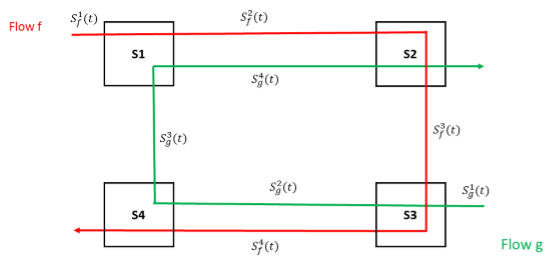 Flow f
S_f^1(t)
S_f^2(t)
S1
S2
S_g^4(t)
S_g^3(t)
S_f^3(t)
S_g^2(t)
S_g^1(t)
S4
S3
S_f^4(t)
Flow g